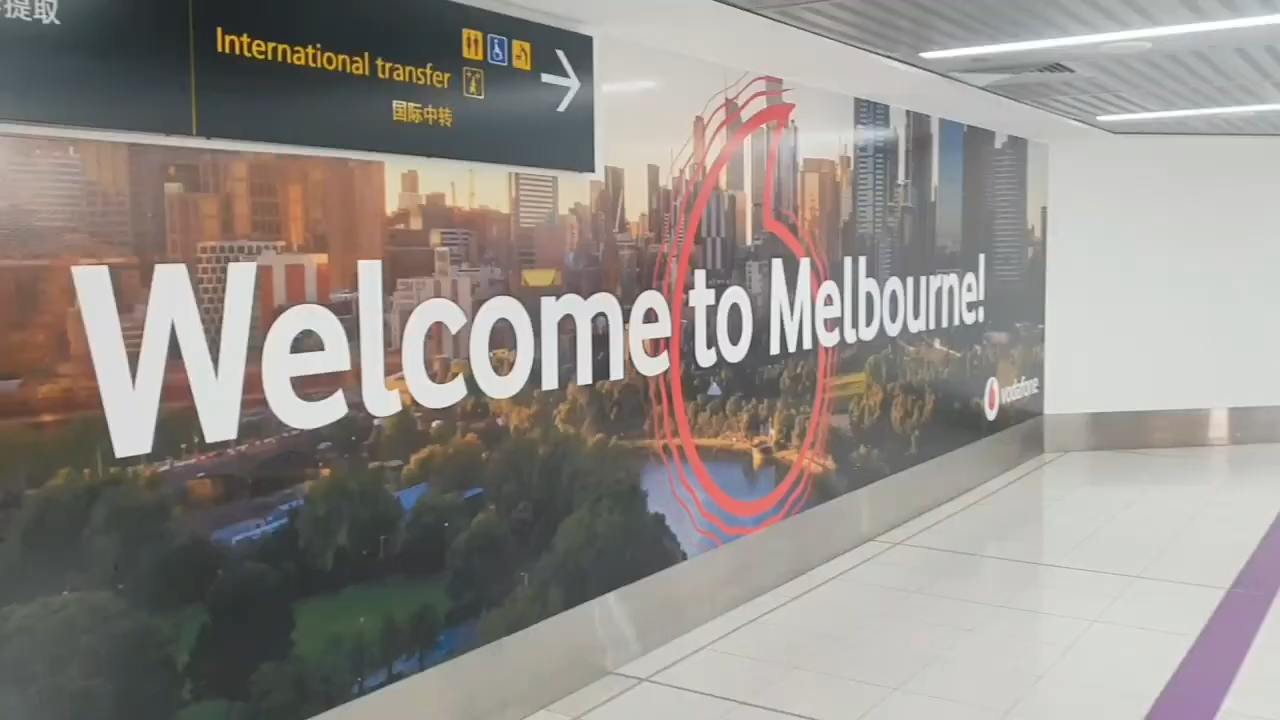 提取
International transfer
国际中转
Welcome to Melbourne!
vodafone